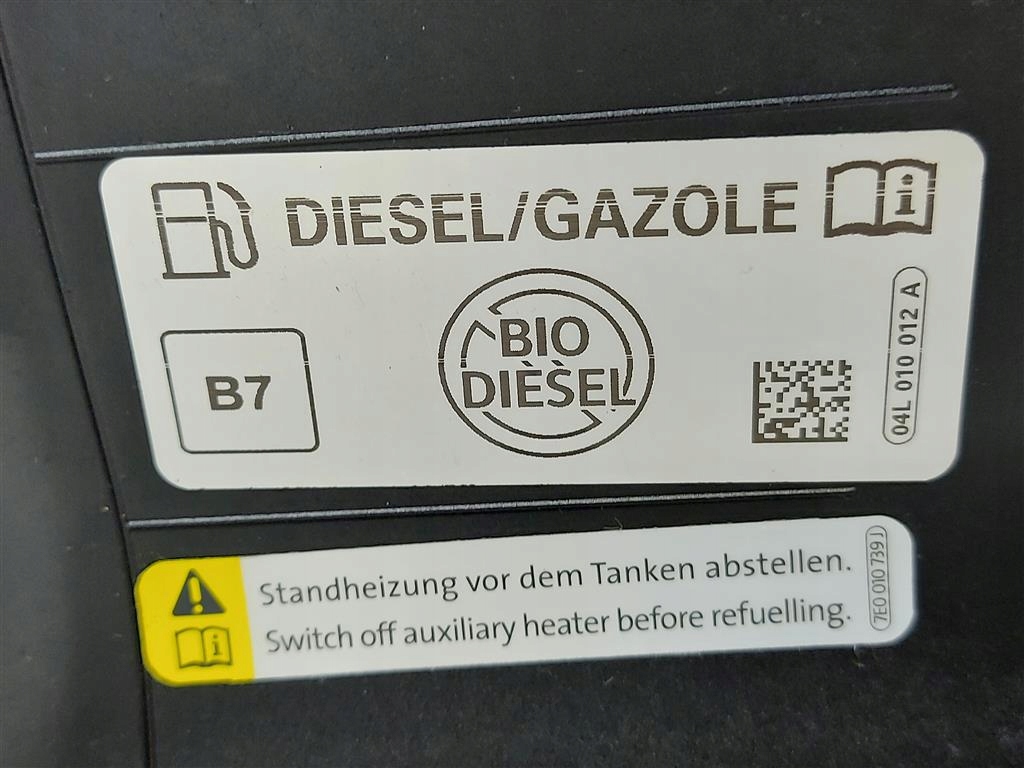 DIESEL/GAZOLE
i
BIO
DIESEL
B7
04L 010 012 A
Standheizung vor dem Tanken abstellen.
Switch off auxiliary heater before refuelling.
i
7E0 010 739 J